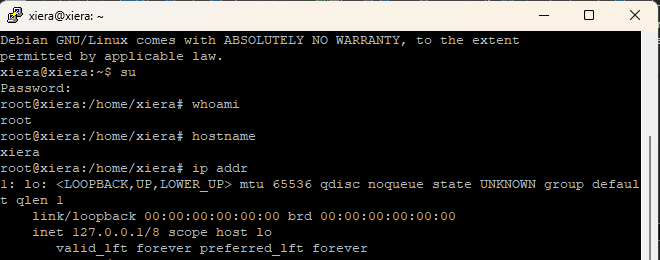 xiera@xiera: ~
Debian GNU/Linux comes with ABSOLUTELY NO WARRANTY, to the extent
permitted by applicable law.
xiera@xiera:~$ su
Password:
root@xiera:/home/xiera# whoami
root
root@xiera:/home/xiera# hostname
xiera
root@xiera:/home/xiera# ip addr
1: lo: <LOOPBACK,UP,LOWER_UP> mtu 65536 qdisc noqueue state UNKNOWN group defaul
t qlen 1
    link/loopback 00:00:00:00:00:00 brd 00:00:00:00:00:00
    inet 127.0.0.1/8 scope host lo
       valid_lft forever preferred_lft forever